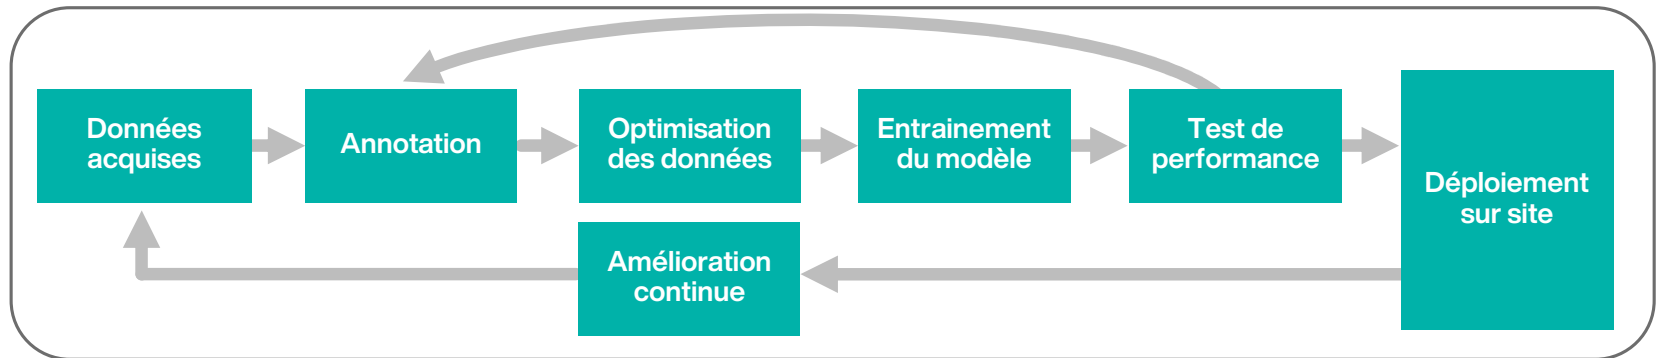 Données
acquises
Annotation
Optimisation
des données
Entrainement
du modèle
Test de
performance
Déploiement
sur site
Amélioration
continue